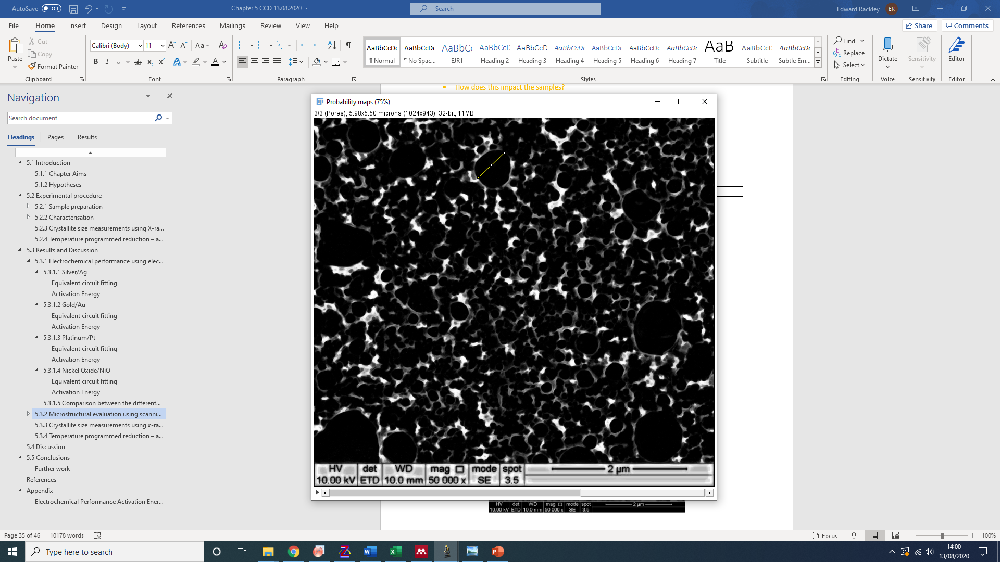 AutoSave Off
Chapter 5 CCD 13.08.2020
Search
Edward Rackley ER
File Home Insert Design Layout References Mailings Review View Help
Share Comments
Paste
Cut
Copy
Format Painter
Clipboard
Calibri (Body) 11
Font
Paragraph
AaBbCcDc AaBbCcDc AaBbCc AaBbCcD AaBbCcD AaBbCcDc AaBbCcDc AaBbCcDc AaBbCcDc AaB AaBbCcD AaBbCcDc
¶ Normal ¶ No Spac... EJR1 Heading 2 Heading 3 Heading 4 Heading 5 Heading 6 Heading 7 Title Subtitle Subtle Em...
Styles
Find
Replace
Select
Editing
Dictate
Voice
Sensitivity
Sensitivity
Editor
Editor
Navigation
Search document
Headings Pages Results
5.1 Introduction
5.1.1 Chapter Aims
5.1.2 Hypotheses
5.2 Experimental procedure
5.2.1 Sample preparation
5.2.2 Characterisation
5.2.3 Crystallite size measurements using X-ra...
5.2.4 Temperature programmed reduction – a...
5.3 Results and Discussion
5.3.1 Electrochemical performance using elec...
5.3.1.1 Silver/Ag
Equivalent circuit fitting
Activation Energy
5.3.1.2 Gold/Au
Equivalent circuit fitting
Activation Energy
5.3.1.3 Platinum/Pt
Equivalent circuit fitting
Activation Energy
5.3.1.4 Nickel Oxide/NiO
Equivalent circuit fitting
Activation Energy
5.3.1.5 Comparison between the different...
5.3.2 Microstructural evaluation using scanni...
5.3.3 Crystallite size measurements using x-ra...
5.3.4 Temperature programmed reduction – a...
5.4 Discussion
5.5 Conclusions
Further work
References
Appendix
Electrochemical Performance Activation Ener...
• How does this impact the samples?
Probability maps (75%)
3/3 (Pores); 5.98x5.50 microns (1024x943); 32-bit; 11MB
HV det WD mag mode spot 2 µm
10.00 kV ETD 10.0 mm 50 000 x SE 3.5
HV det WD mag mode spot 2 µm
10.00 kV ETD 10.0 mm 50 000 x SE 3.5
Page 35 of 46 10178 words
Focus 100%
Type here to search
14:00
13/08/2020